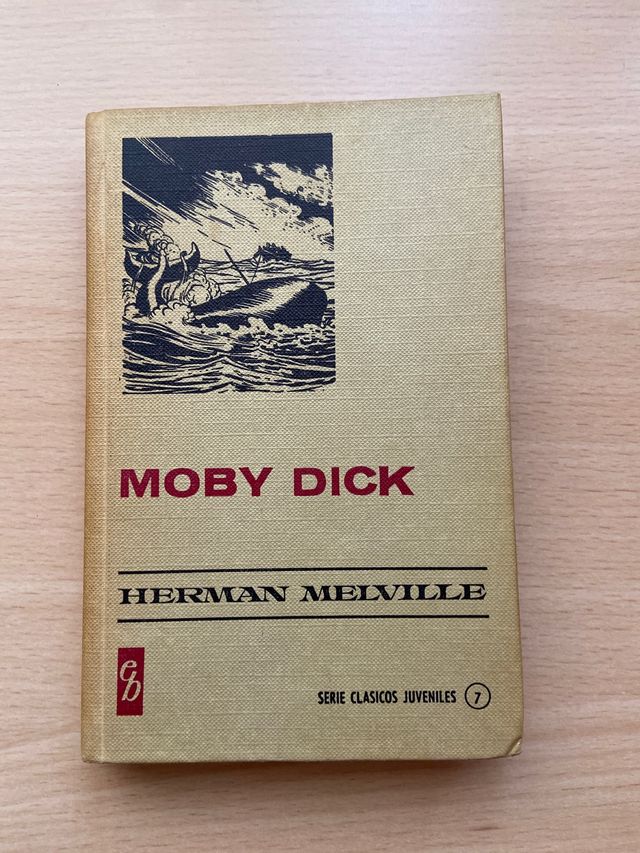 MOBY DICK
HERMAN MELVILLE
eb
SERIE CLASICOS JUVENILES 7